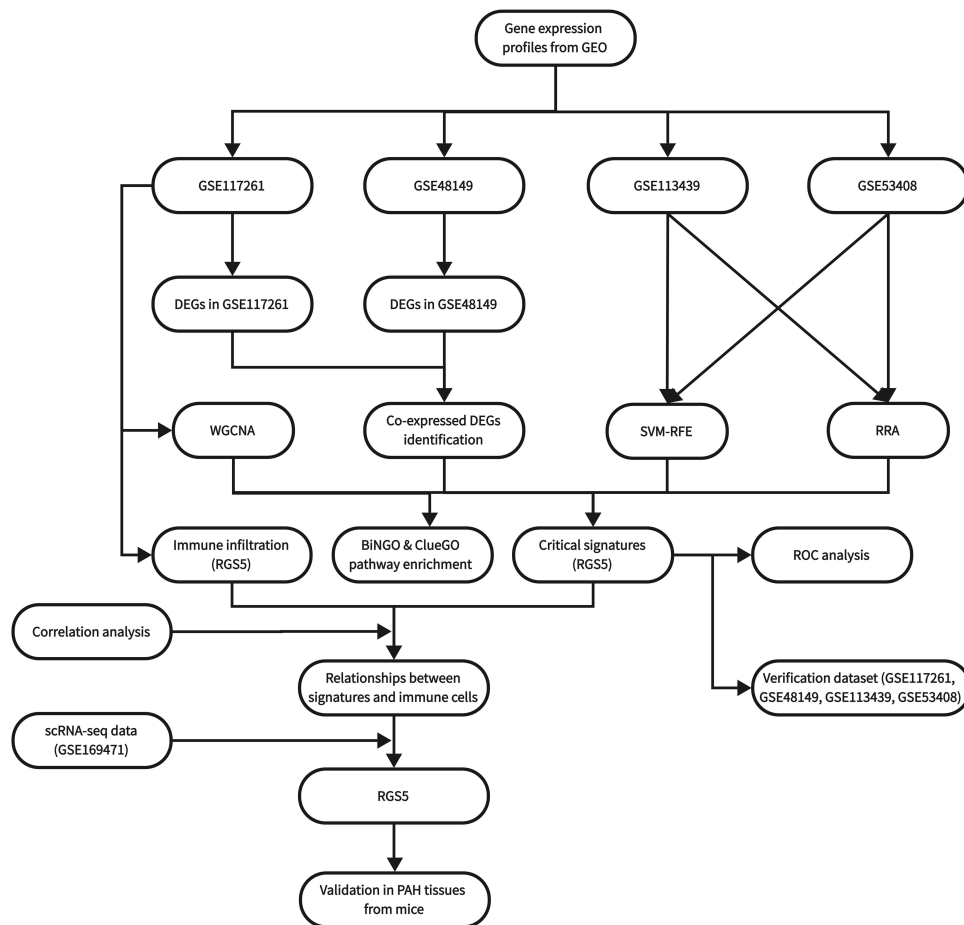 Gene expression
profiles from GEO
GSE117261
GSE48149
GSE113439
GSE53408
DEGs in GSE117261
DEGs in GSE48149
WGCNA
Co-expressed DEGs
identification
SVM-RFE
RRA
Immune infiltration
(RGS5)
BiNGO & ClueGO
pathway enrichment
Critical signatures
(RGS5)
ROC analysis
Correlation analysis
Relationships between
signatures and immune cells
Verification dataset (GSE117261,
GSE48149, GSE113439, GSE53408)
scRNA-seq data
(GSE169471)
RGS5
Validation in PAH tissues
from mice